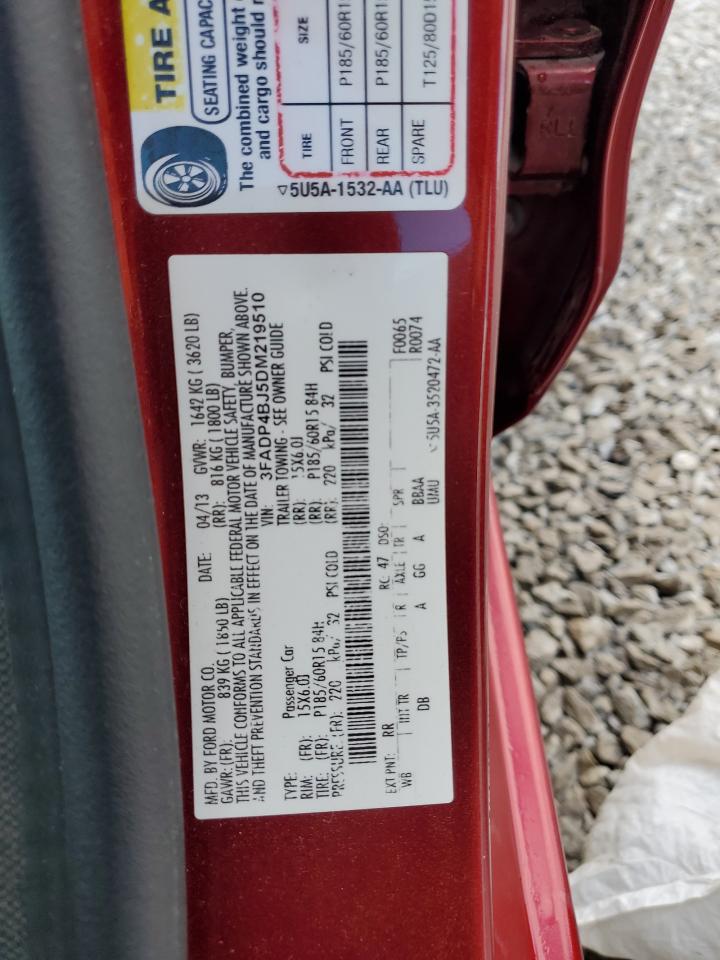 TIRE A
SEATING CAPAC
The combined weight o
and cargo should n
TIRE SIZE
FRONT P185/60R1
REAR P185/60R1
SPARE T125/80D15
5U5A-1532-AA (TLU)
MFD. BY FORD MOTOR CO. DATE: 04/13 GVWR: 1642 KG ( 3620 LB)
GAWR:(FR): 839 KG ( 1850 LB) (RR): 816 KG ( 1800 LB)
THIS VEHICLE CONFORMS TO ALL APPLICABLE FEDERAL MOTOR VEHICLE SAFETY, BUMPER,
AND THEFT PREVENTION STANDARDS IN EFFECT ON THE DATE OF MANUFACTURE SHOWN ABOVE.
VIN: 3FADP4BJ5DM219510
TYPE: Passenger Car TRAILER TOWING - SEE OWNER GUIDE
RIM: (FR): 15X6.0J (RR): 15X6.0J
TIRE: (FR): P185/60R15 84H (RR): P185/60R15 84H
PRESSURE: (FR): 220 kPa/ 32 PSI COLD (RR): 220 kPa/ 32 PSI COLD
EXT PNT: RR RC: 47 DSO: F0065
WB INT TR TP/PS R AXLE TR SPR R0074
DB A GG A BBAA
UMU 5U5A-3520472-AA
RLL